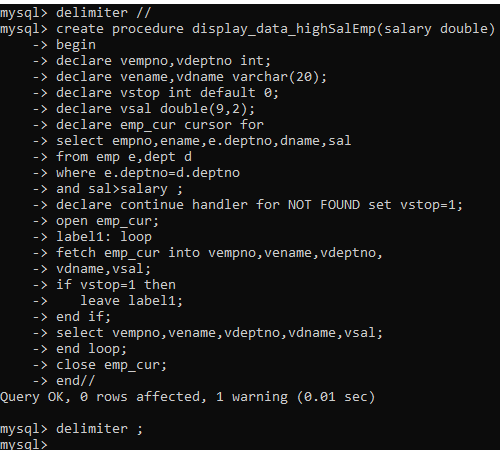 mysql> delimiter //
mysql> create procedure display_data_highSalEmp(salary double)
    -> begin
    -> declare vempno,vdeptno int;
    -> declare vename,vdname varchar(20);
    -> declare vstop int default 0;
    -> declare vsal double(9,2);
    -> declare emp_cur cursor for
    -> select empno,ename,e.deptno,dname,sal
    -> from emp e,dept d
    -> where e.deptno=d.deptno
    -> and sal>salary ;
    -> declare continue handler for NOT FOUND set vstop=1;
    -> open emp_cur;
    -> label1: loop
    -> fetch emp_cur into vempno,vename,vdeptno,
    -> vdname,vsal;
    -> if vstop=1 then
    ->    leave label1;
    -> end if;
    -> select vempno,vename,vdeptno,vdname,vsal;
    -> end loop;
    -> close emp_cur;
    -> end//
Query OK, 0 rows affected, 1 warning (0.01 sec)

mysql> delimiter ;
mysql>